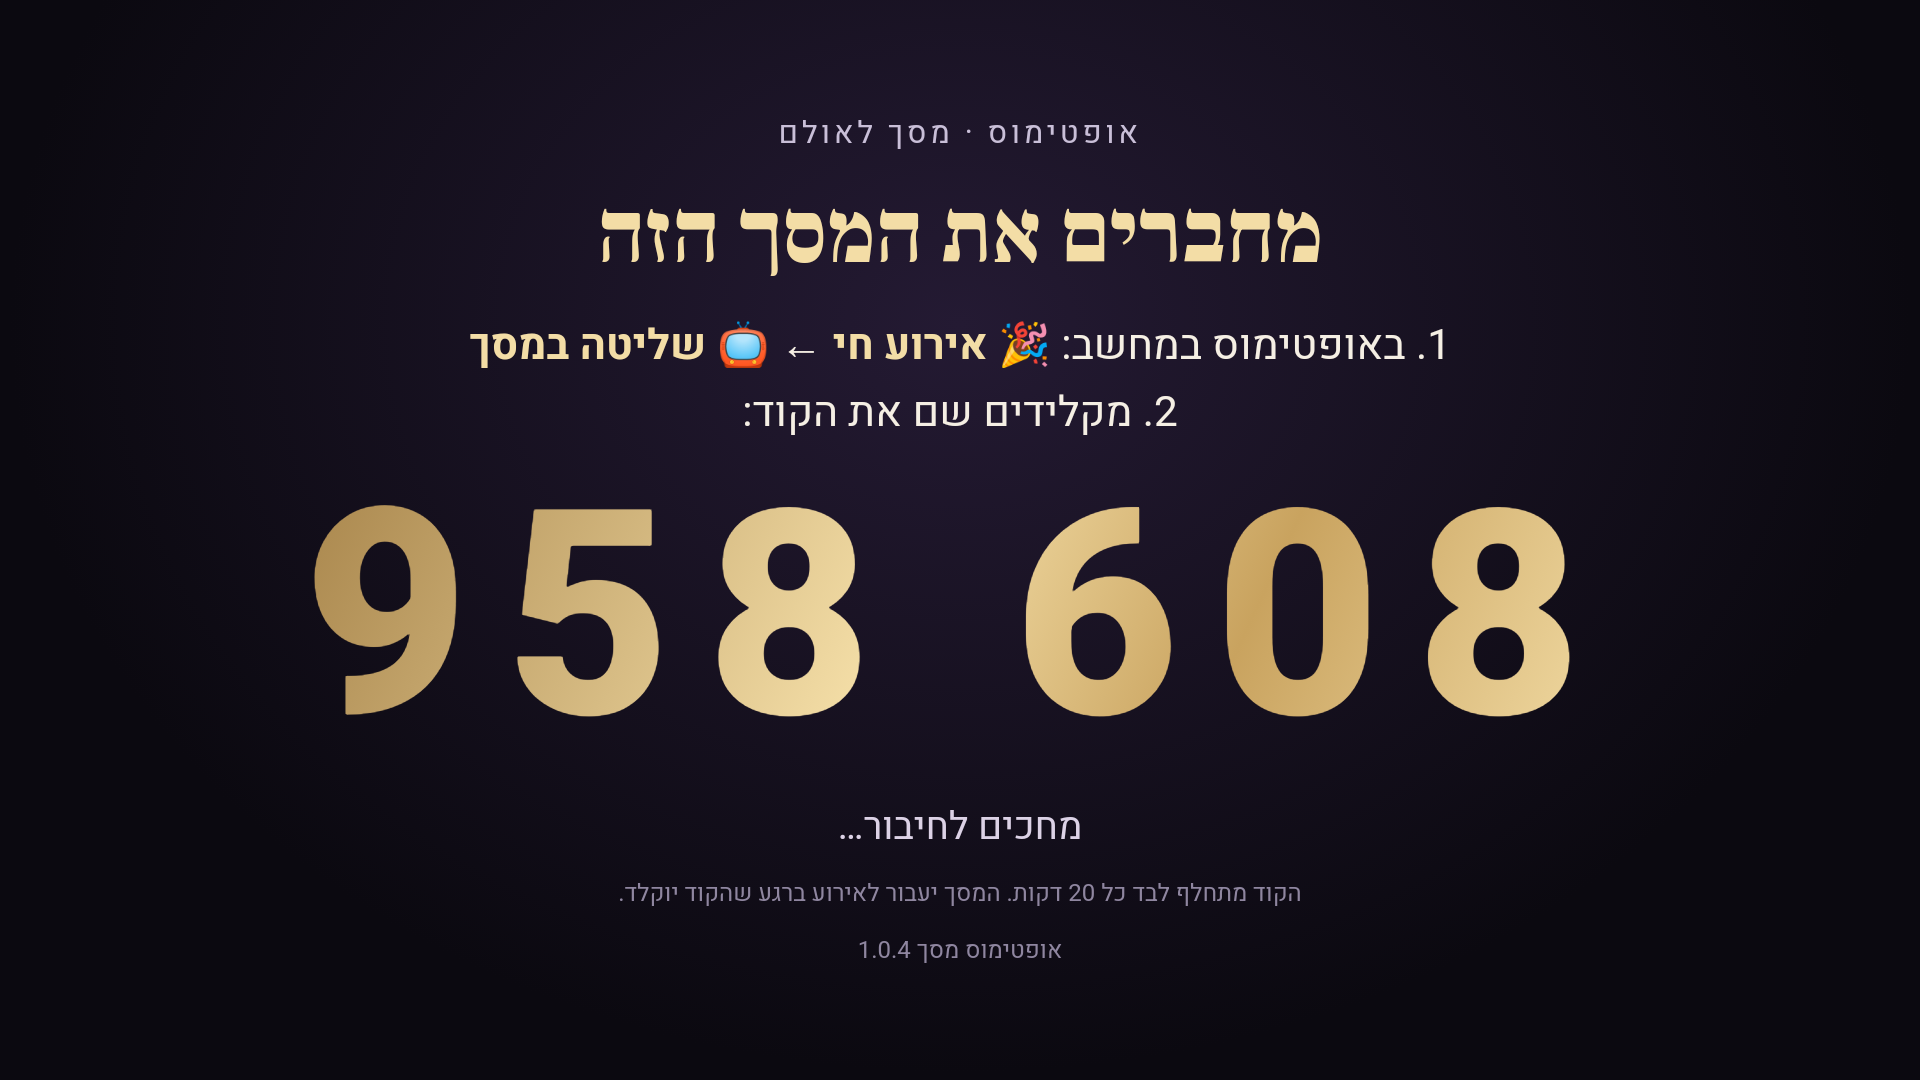 אופטימוס · מסך לאולם
מחברים את המסך הזה
1. באופטימוס במחשב: 🎉 אירוע חי ← 📺 שליטה במסך
2. מקלידים שם את הקוד:
958 608
מחכים לחיבור...
הקוד מתחלף לבד כל 20 דקות. המסך יעבור לאירוע ברגע שהקוד יוקלד.
אופטימוס מסך 1.0.4